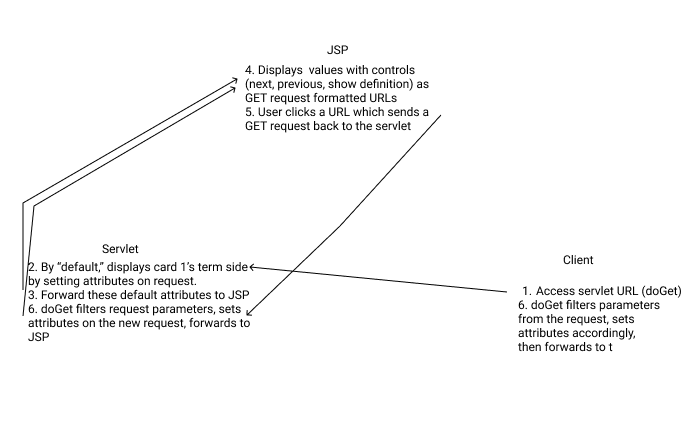 JSP
4. Displays  values with controls
(next, previous, show definition) as
GET request formatted URLs
5. User clicks a URL which sends a
GET request back to the servlet
Servlet
2. By “default,” displays card 1’s term side
by setting attributes on request.
3. Forward these default attributes to JSP
6. doGet filters request parameters, sets
attributes on the new request, forwards to
JSP
Client
1. Access servlet URL (doGet)
6. doGet filters parameters
from the request, sets
attributes accordingly,
then forwards to t